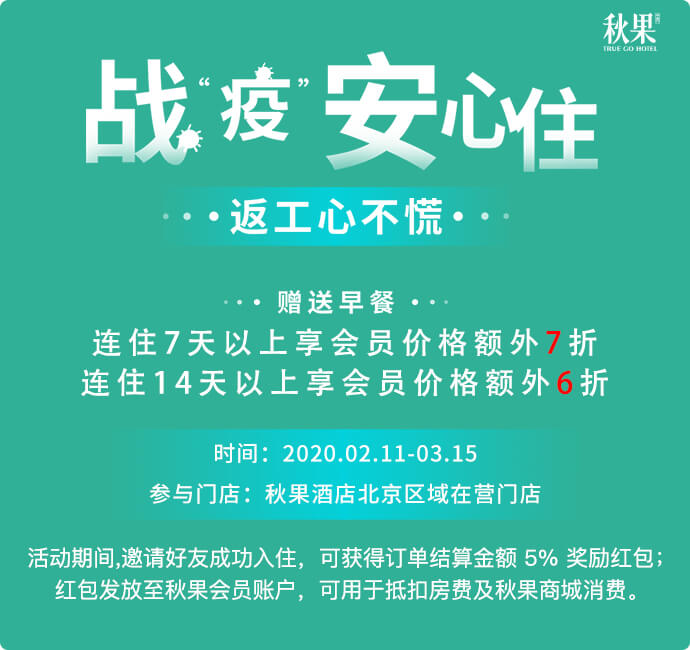 秋果
TRUE GO HOTEL
战“疫”安心住
···返工心不慌···
···赠送早餐···
连住7天以上享会员价格额外7折
连住14天以上享会员价格额外6折
时间：2020.02.11-03.15
参与门店：秋果酒店北京区域在营门店
活动期间,邀请好友成功入住，可获得订单结算金额 5% 奖励红包；
红包发放至秋果会员账户，可用于抵扣房费及秋果商城消费。